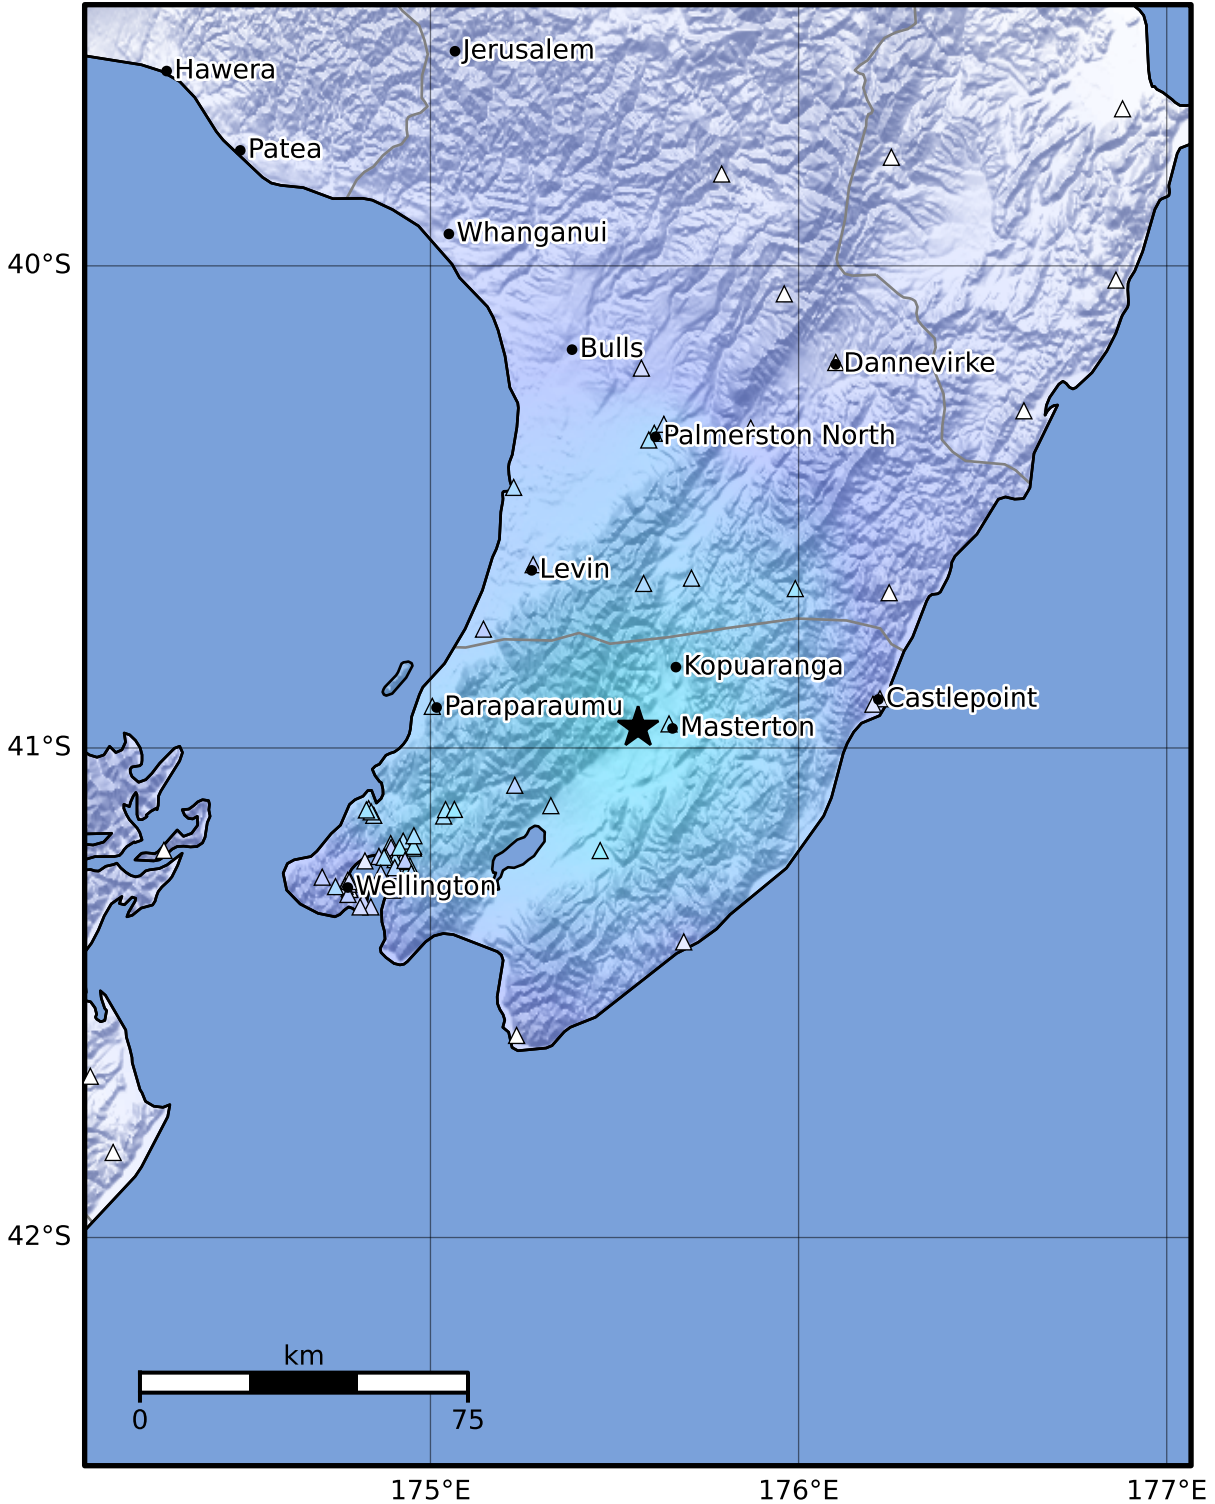 Jerusalem
Hawera
Patea
Whanganui
40°S
Bulls
Dannevirke
Palmerston North
Levin
Kopuaranga
Castlepoint
Paraparaumu
Masterton
41°S
Wellington
42°S
km
0 75
175°E 176°E 177°E